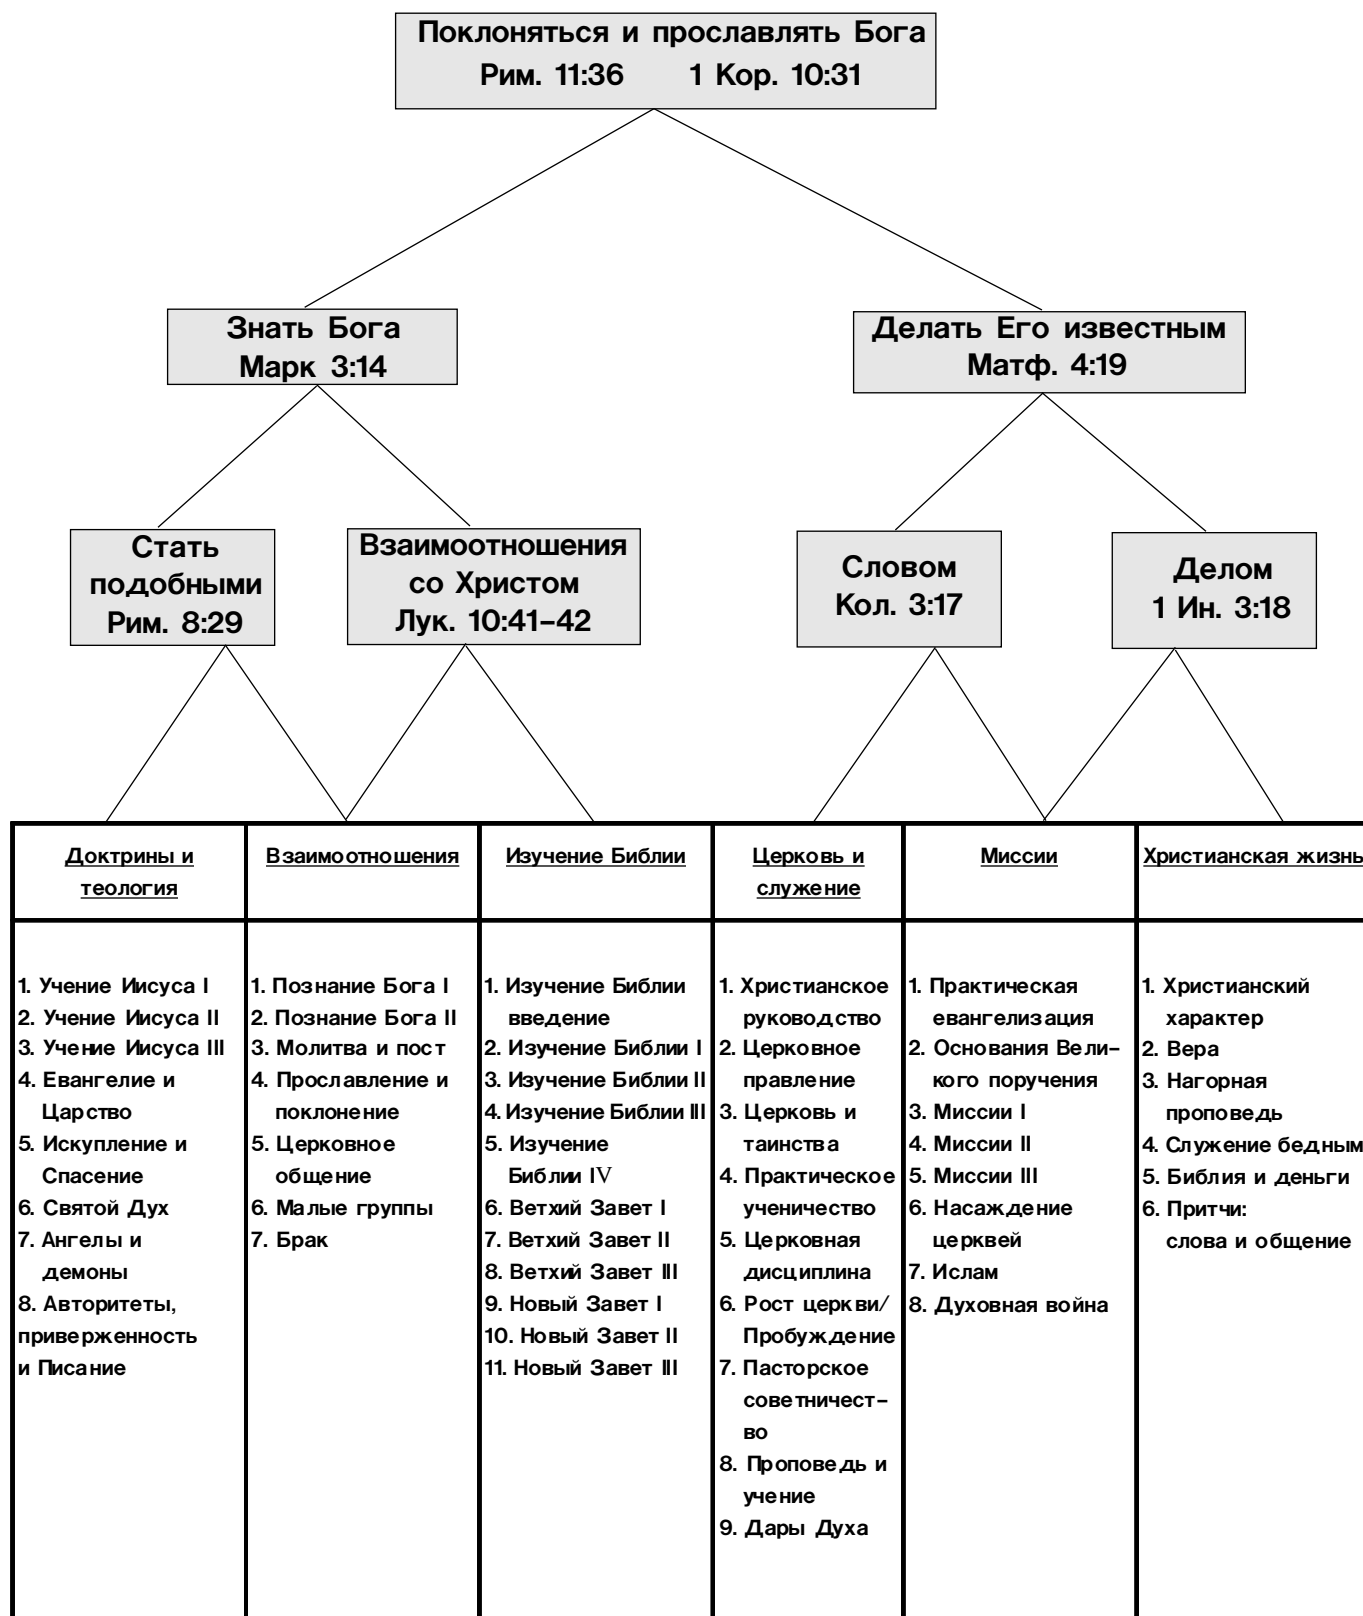 Поклоняться и прославлять Бога
Рим. 11:36 1 Кор. 10:31
Знать Бога
Марк 3:14
Делать Его известным
Матф. 4:19
Стать
подобными
Рим. 8:29
Взаимоотношения
со Христом
Лук. 10:41–42
Словом
Кол. 3:17
Делом
1 Ин. 3:18
Доктрины и
теология
Взаимоотношения
Изучение Библии
Церковь и
служение
Миссии
Христианская жизнь
1. Учение Иисуса I
2. Учение Иисуса II
3. Учение Иисуса III
4. Евангелие и
Царство
5. Искупление и
Спасение
6. Святой Дух
7. Ангелы и
демоны
8. Авторитеты,
приверженность
и Писание
1. Познание Бога I
2. Познание Бога II
3. Молитва и пост
4. Прославление и
поклонение
5. Церковное
общение
6. Малые группы
7. Брак
1. Изучение Библии
введение
2. Изучение Библии I
3. Изучение Библии II
4. Изучение Библии III
5. Изучение
Библии IV
6. Ветхий Завет I
7. Ветхий Завет II
8. Ветхий Завет III
9. Новый Завет I
10. Новый Завет II
11. Новый Завет III
1. Христианское
руководство
2. Церковное
правление
3. Церковь и
таинства
4. Практическое
ученичество
5. Церковная
дисциплина
6. Рост церкви/
Пробуждение
7. Пасторское
советничест–
во
8. Проповедь и
учение
9. Дары Духа
1. Практическая
евангелизация
2. Основания Вели–
кого поручения
3. Миссии I
4. Миссии II
5. Миссии III
6. Насаждение
церквей
7. Ислам
8. Духовная война
1. Христианский
характер
2. Вера
3. Нагорная
проповедь
4. Служение бедным
5. Библия и деньги
6. Притчи:
слова и общение